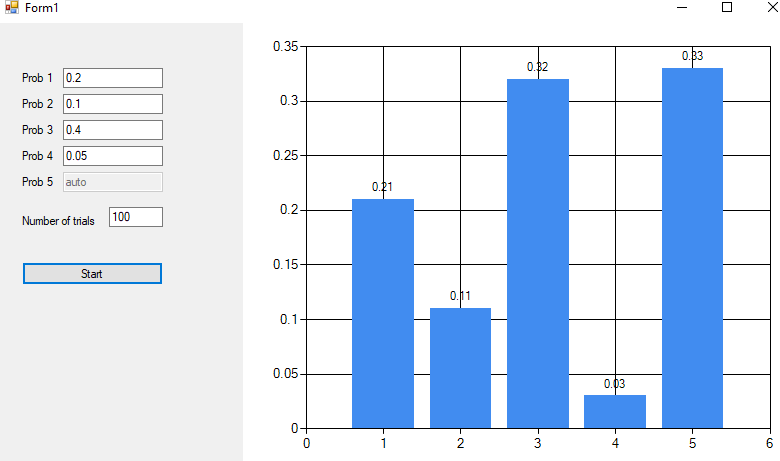 Form1
Prob 1 0.2
Prob 2 0.1
Prob 3 0.4
Prob 4 0.05
Prob 5 auto
Number of trials 100
Start
0.35
0.3
0.25
0.2
0.15
0.1
0.05
0
0.21
0.11
0.32
0.03
0.33
0 1 2 3 4 5 6